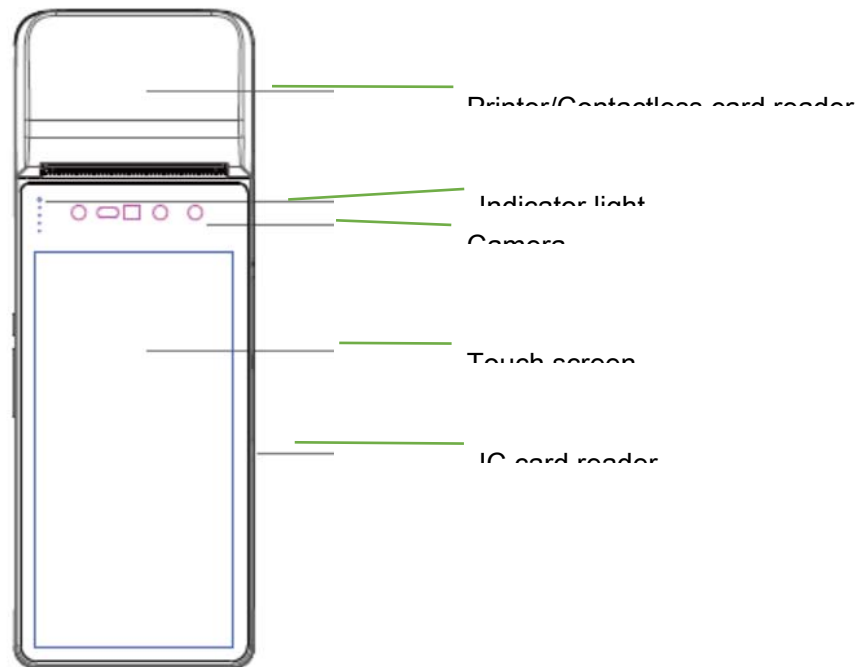 Printer/Contactless card reader
Indicator light
Camera
Touch screen
IC card reader